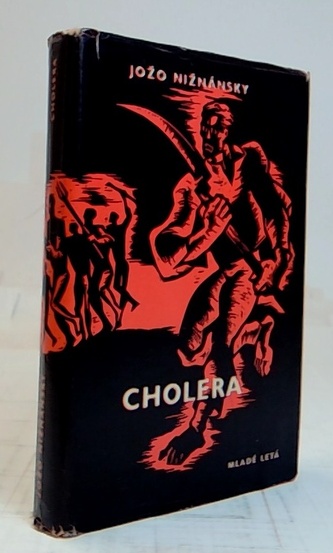 JOŽO NIŽNÁNSKY
CHOLERA
MLADÉ LETÁ
CHOLERA